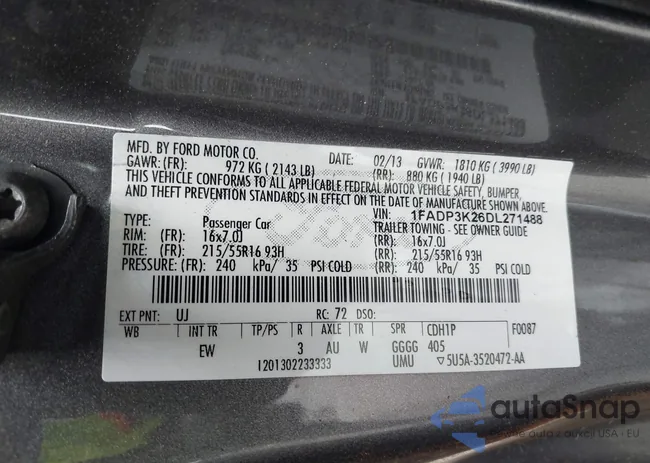 MFD. BY FORD MOTOR CO.
DATE: 02/13 GVWR: 1810 KG ( 3990 LB)
GAWR: (FR): 972 KG ( 2143 LB) (RR): 880 KG ( 1940 LB)
THIS VEHICLE CONFORMS TO ALL APPLICABLE FEDERAL MOTOR VEHICLE SAFETY, BUMPER,
AND THEFT PREVENTION STANDARDS IN EFFECT ON THE DATE OF MANUFACTURE SHOWN ABOVE.
VIN: 1FADP3K26DL271488
TYPE: Passenger Car TRAILER TOWING - SEE OWNER GUIDE
RIM: (FR): 16x7.0J (RR): 16x7.0J
TIRE: (FR): 215/55R16 93H (RR): 215/55R16 93H
PRESSURE: (FR): 240 kPa/ 35 PSI COLD (RR): 240 kPa/ 35 PSI COLD
EXT PNT: UJ RC: 72 DSO:
WB INT TR TP/PS R AXLE TR SPR CDH1P F0087
EW 3 AU W GGGG 405
I201302233333 UMU ▽5U5A-3520472-AA
autoSnap